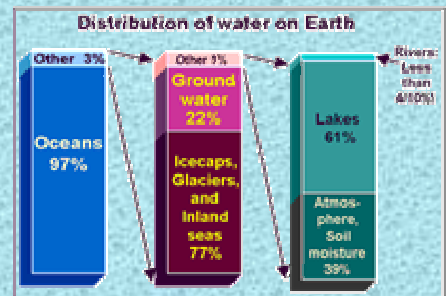 Distribution of water on Earth
Other 3%
Oceans
97%
Other 1%
Ground
water
22%
Icecaps,
Glaciers,
and
Inland
seas
77%
Lakes
61%
Atmos-
phere,
Soil
moisture
39%
Rivers:
Less
than